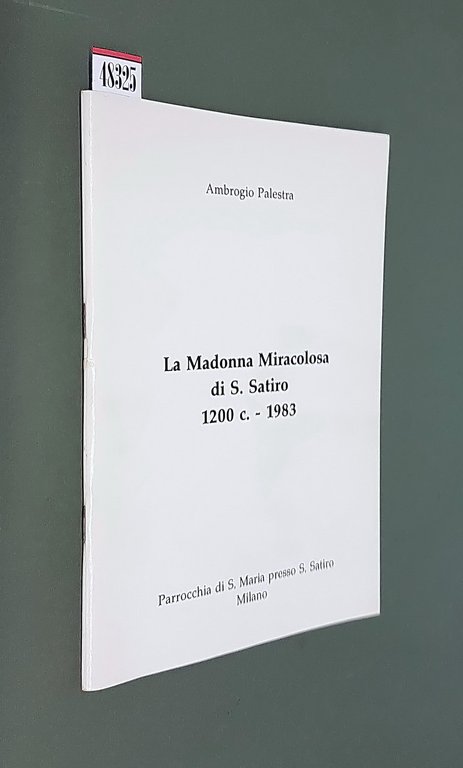 48325
Ambrogio Palestra
La Madonna Miracolosa
di S. Satiro
1200 c. - 1983
Parrocchia di S. Maria presso S. Satiro
Milano